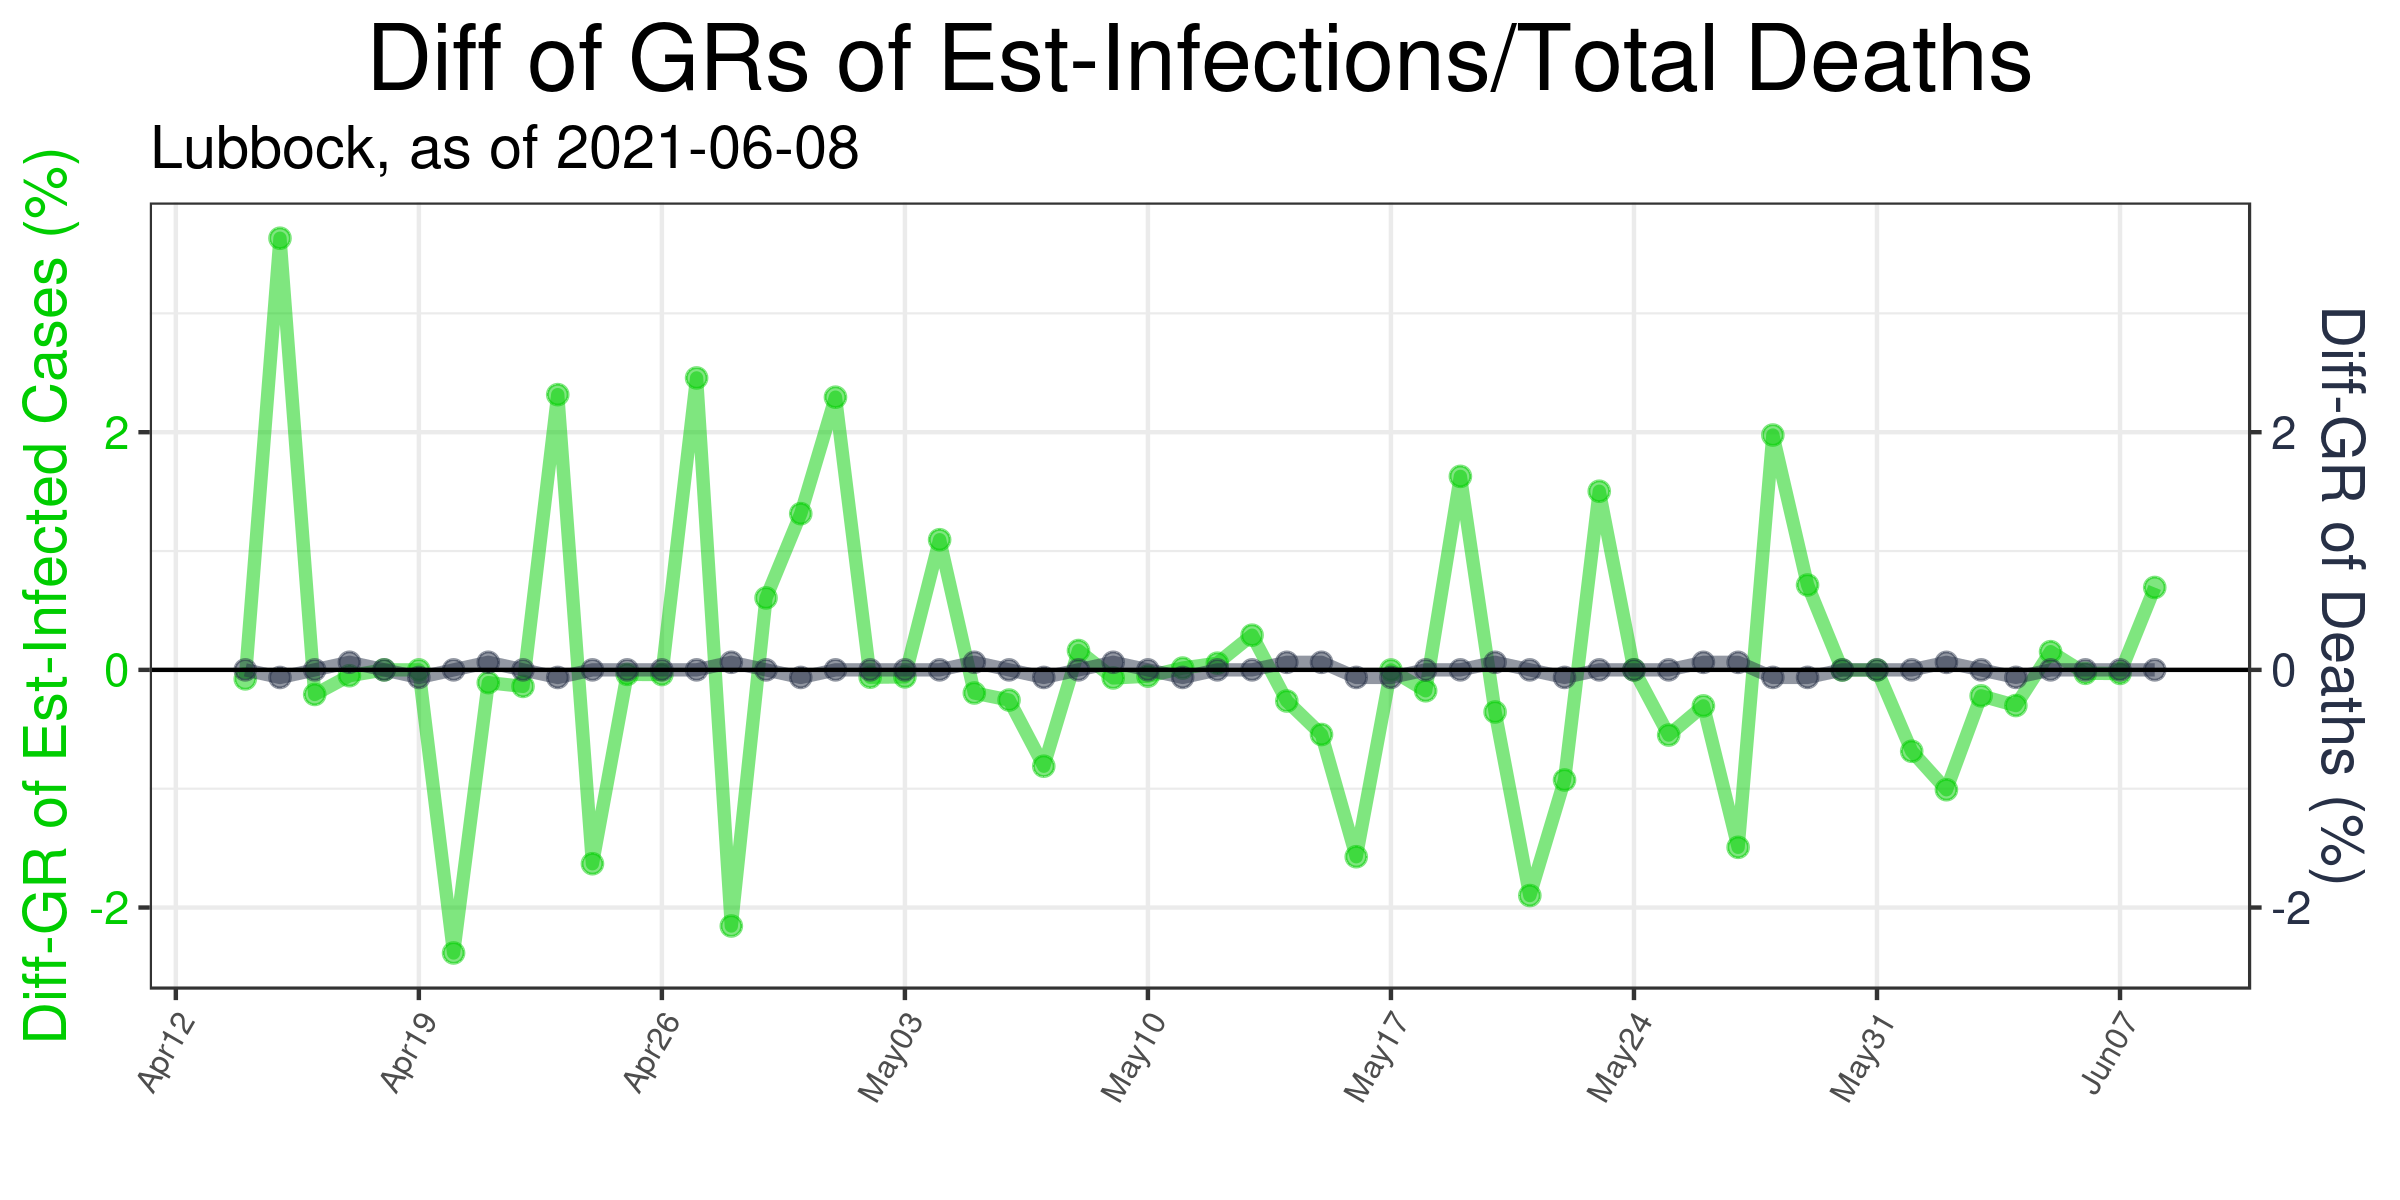 Diff of GRs of Est-Infections/Total Deaths
Lubbock, as of 2021-06-08
Diff-GR of Est-Infected Cases (%)
2
0
-2
2
0
-2
Diff-GR of Deaths (%)
Apr12
Apr19
Apr26
May03
May10
May17
May24
May31
Jun07